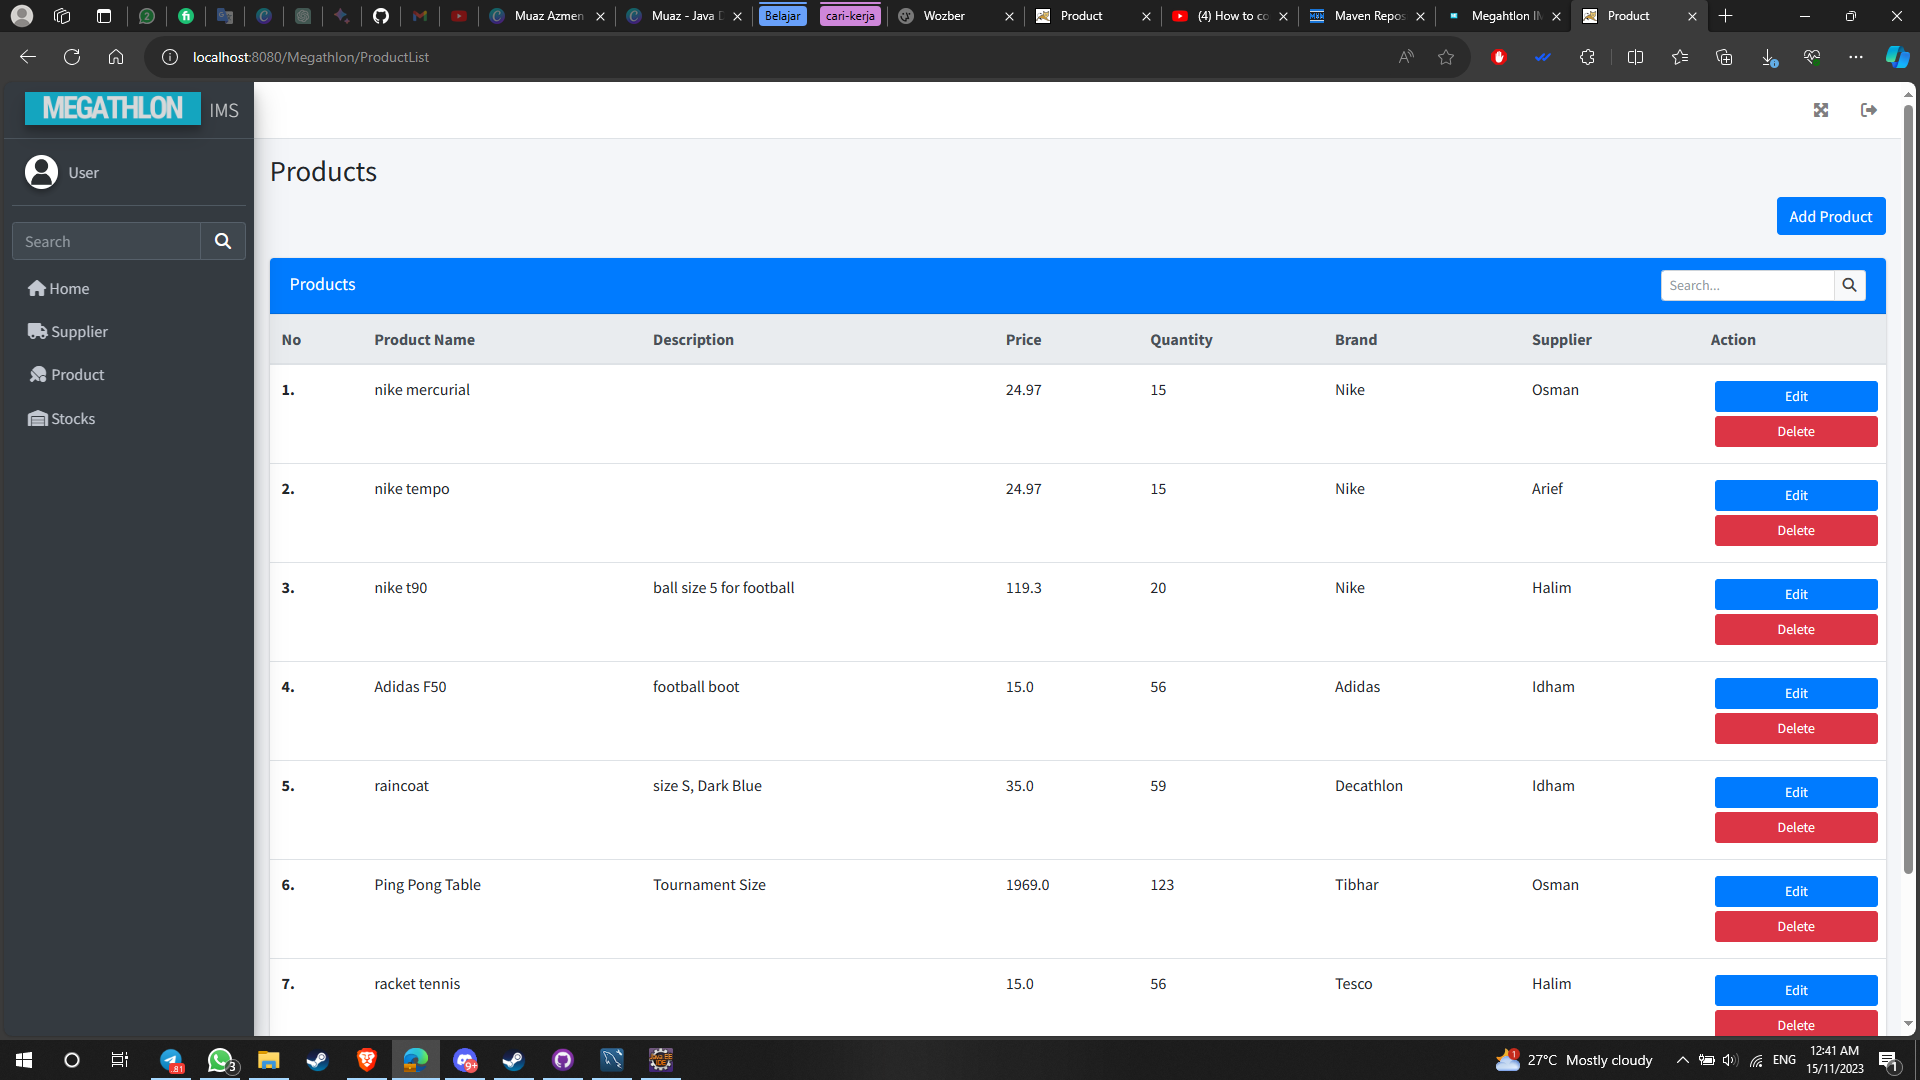 Muaz Azmen
Muaz - Java D
Belajar
cari-kerja
Wozber
Product
(4) How to co
Maven Repos
Megahtlon IM
Product
localhost:8080/Megathlon/ProductList
MEGATHLON IMS
User
Search
Home
Supplier
Product
Stocks
Products
Add Product
Products
Search...
No Product Name Description Price Quantity Brand Supplier Action
1. nike mercurial 24.97 15 Nike Osman Edit
Delete
2. nike tempo 24.97 15 Nike Arief Edit
Delete
3. nike t90 ball size 5 for football 119.3 20 Nike Halim Edit
Delete
4. Adidas F50 football boot 15.0 56 Adidas Idham Edit
Delete
5. raincoat size S, Dark Blue 35.0 59 Decathlon Idham Edit
Delete
6. Ping Pong Table Tournament Size 1969.0 123 Tibhar Osman Edit
Delete
7. racket tennis 15.0 56 Tesco Halim Edit
Delete
27°C Mostly cloudy
ENG
12:41 AM
15/11/2023